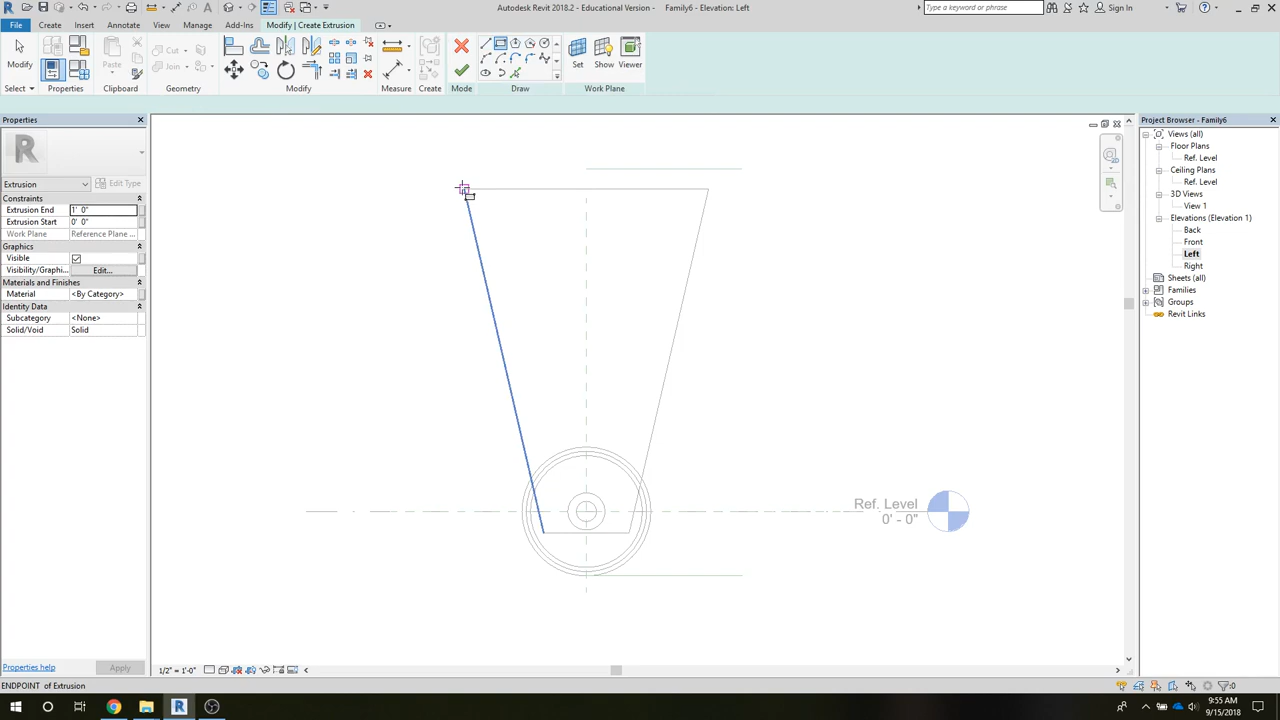 Autodesk Revit 2018.2 - Educational Version - Family6 - Elevation: Left
Type a keyword or phrase
Sign In
File Create Insert Annotate View Manage Add-Ins Modify | Create Extrusion
Modify
Paste
Cut
Join
Create
Set Show Viewer
Select Properties Clipboard Geometry Modify Measure Create Mode Draw Work Plane
Properties
Extrusion
Edit Type
Constraints
Extrusion End 1' 0"
Extrusion Start 0' 0"
Work Plane Reference Plane ...
Graphics
Visible
Visibility/Graphi... Edit...
Materials and Finishes
Material <By Category>
Identity Data
Subcategory <None>
Solid/Void Solid
Properties help
Apply
Ref. Level
0' - 0"
Project Browser - Family6
Views (all)
Floor Plans
Ref. Level
Ceiling Plans
Ref. Level
3D Views
View 1
Elevations (Elevation 1)
Back
Front
Left
Right
Sheets (all)
Families
Groups
Revit Links
1/2" = 1'-0"
ENDPOINT of Extrusion
:0
9:55 AM
9/15/2018